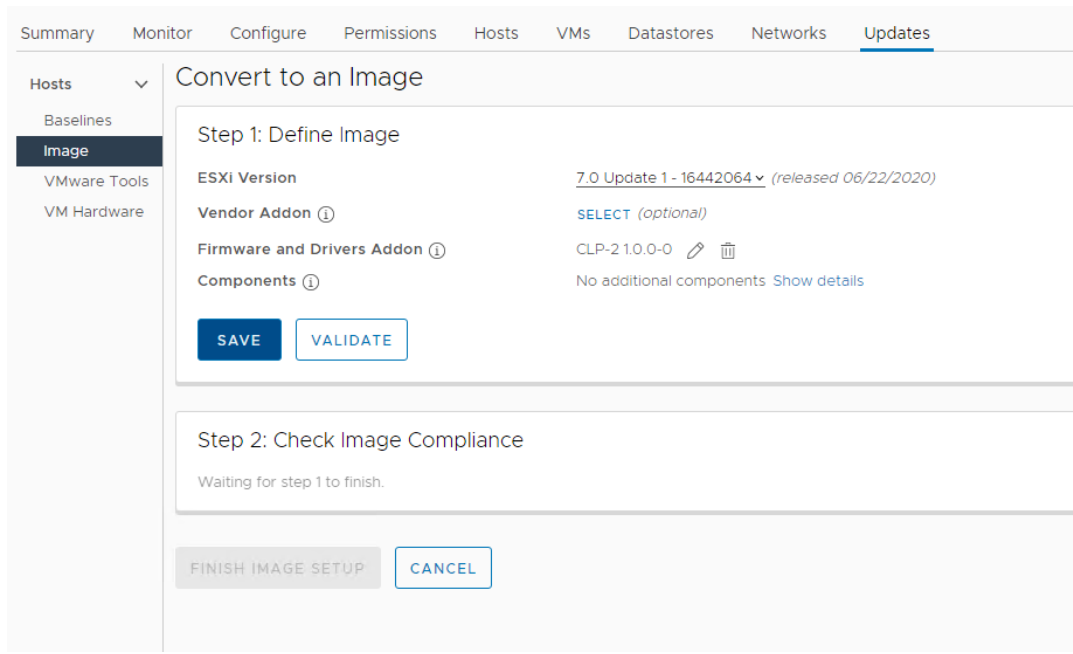 Summary Monitor Configure Permissions Hosts VMs Datastores Networks Updates
Hosts
Baselines
Image
VMware Tools
VM Hardware
Convert to an Image
Step 1: Define Image
ESXi Version 7.0 Update 1 - 16442064 (released 06/22/2020)
Vendor Addon SELECT (optional)
Firmware and Drivers Addon CLP-2 1.0.0-0
Components No additional components Show details
SAVE VALIDATE
Step 2: Check Image Compliance
Waiting for step 1 to finish.
FINISH IMAGE SETUP CANCEL